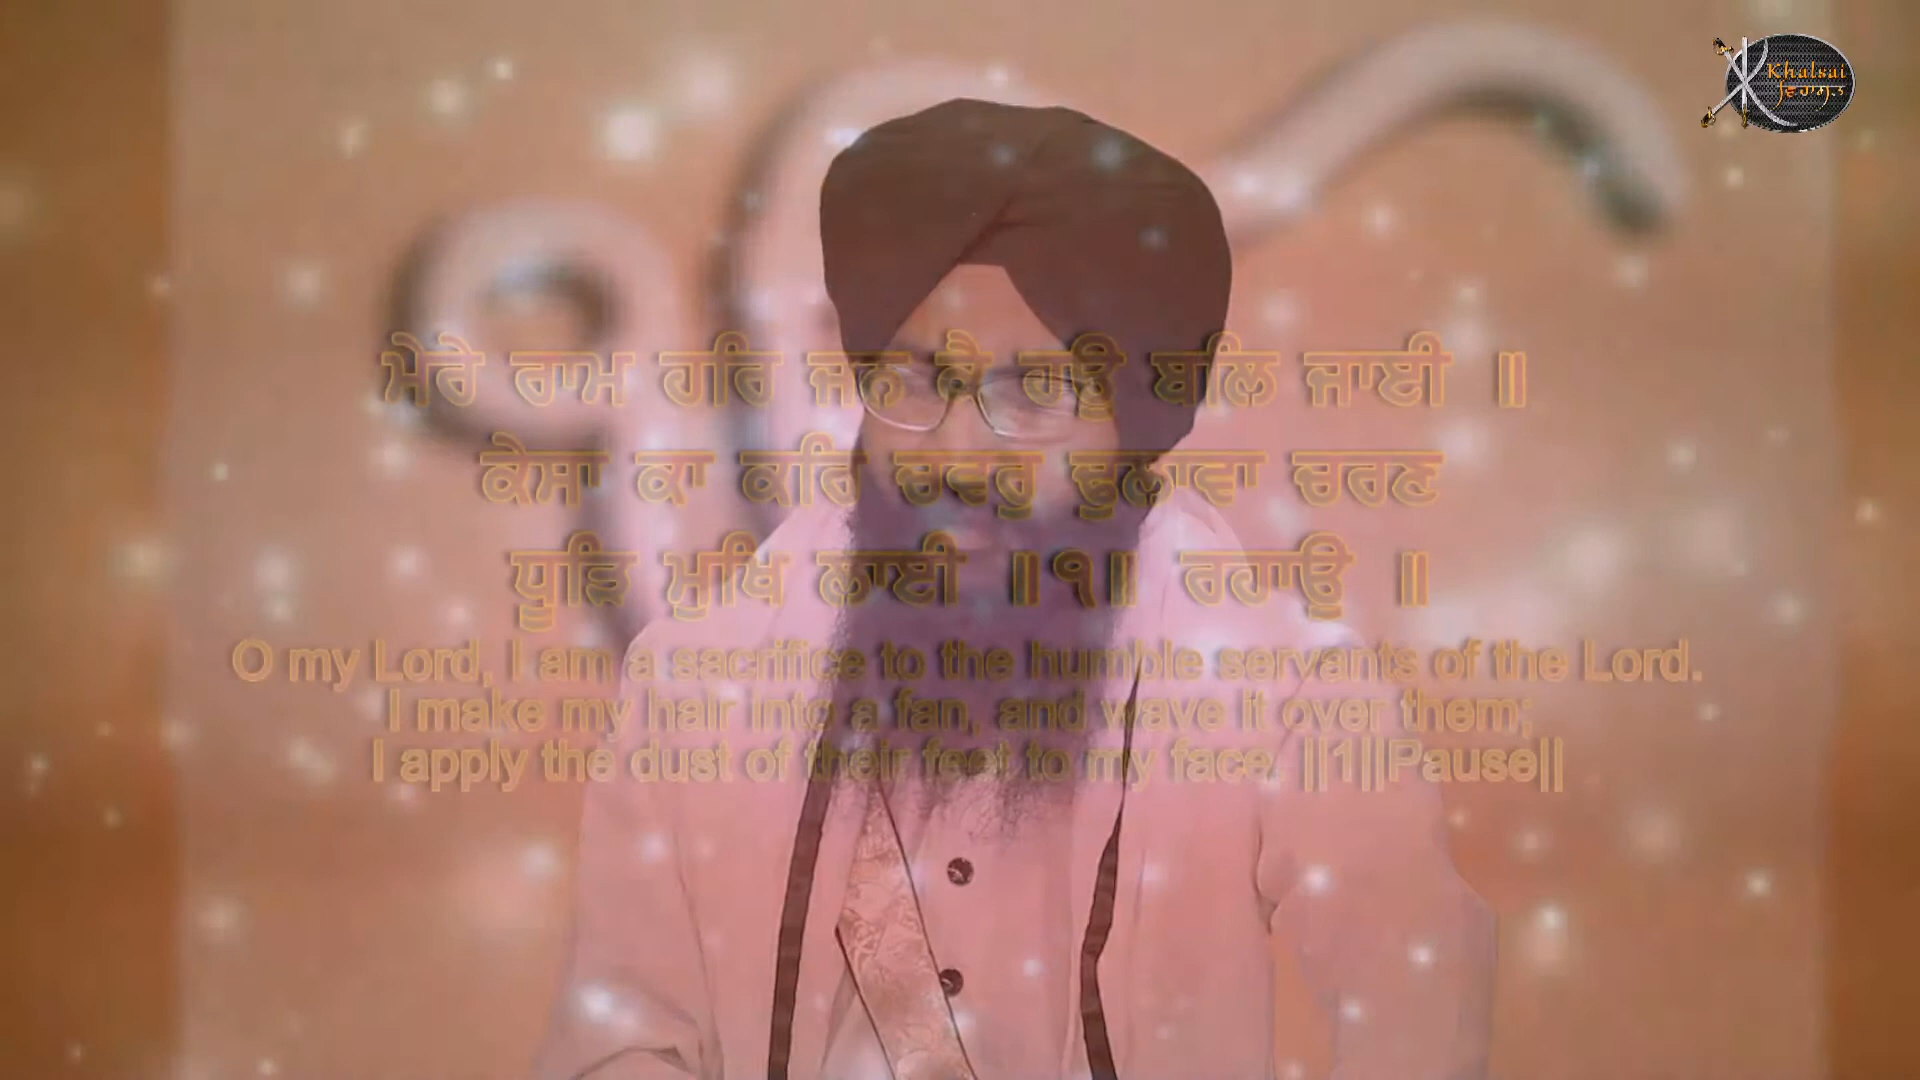 Khalsai
ਵਿਰਾਸਤ
ਮੇਰੇ ਰਾਮ ਹਰਿ ਜਨ ਕੈ ਹਉ ਬਲਿ ਜਾਈ ॥
ਕੇਸਾ ਕਾ ਕਰਿ ਚਵਰੁ ਢੁਲਾਵਾ ਚਰਣ
ਧੂੜਿ ਮੁਖਿ ਲਾਈ ॥੧॥ ਰਹਾਉ ॥
O my Lord, I am a sacrifice to the humble servants of the Lord.
I make my hair into a fan, and wave it over them;
I apply the dust of their feet to my face. ||1||Pause||